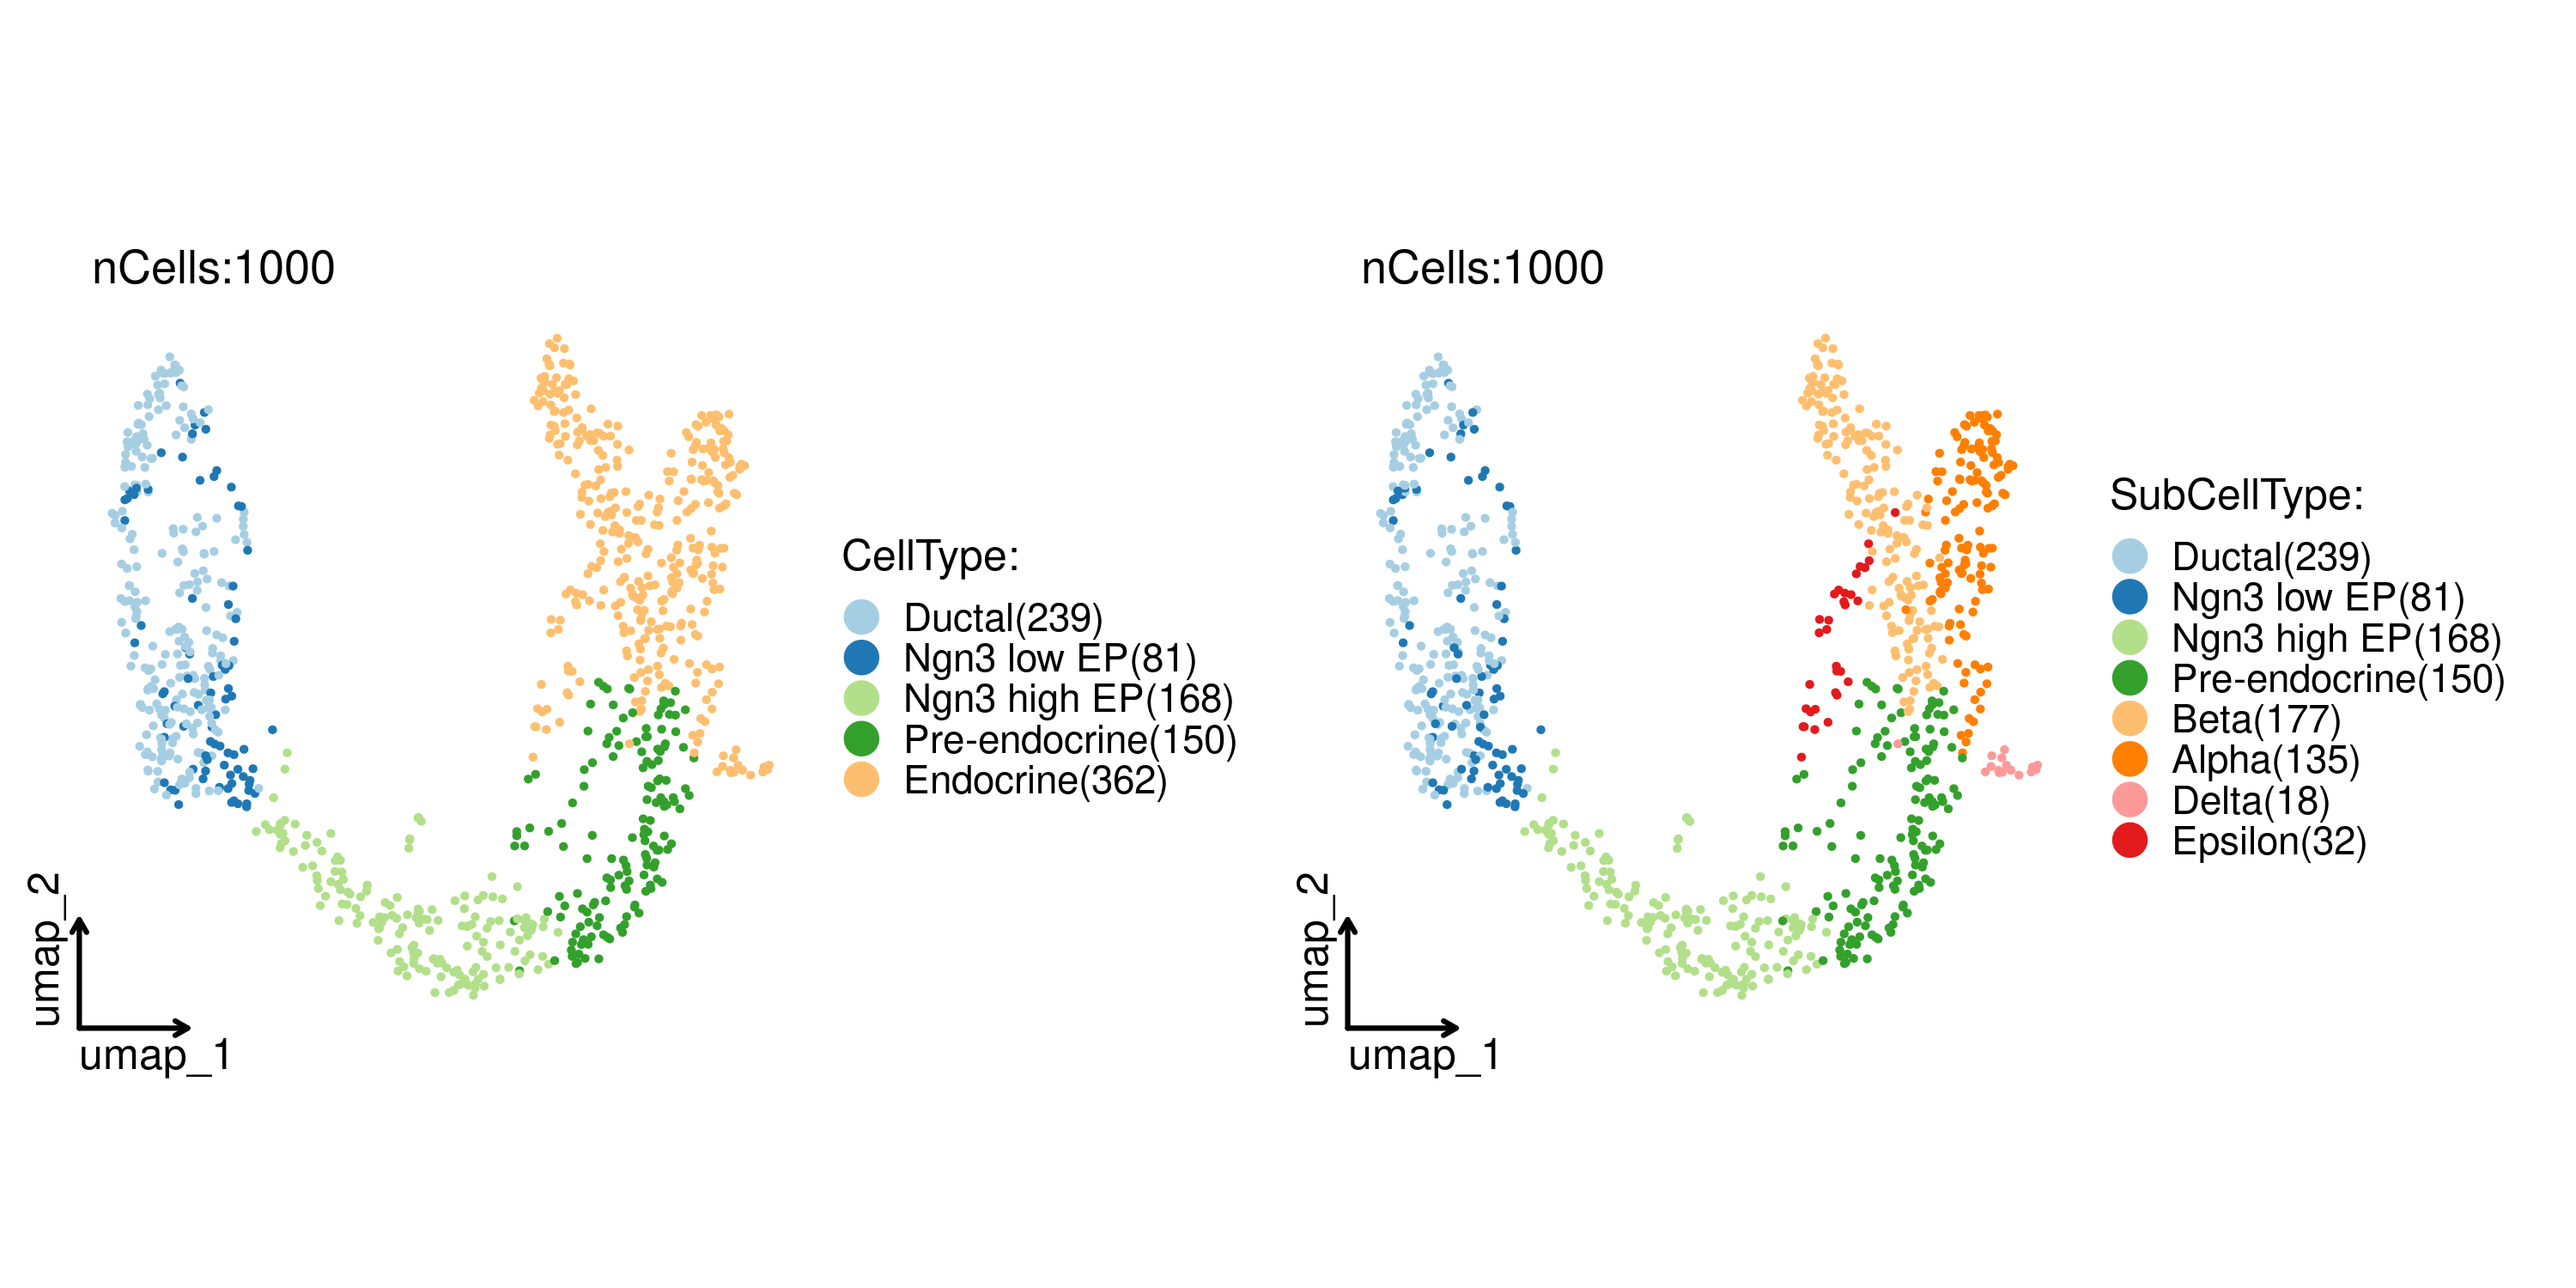 nCells:1000
CellType:
Ductal(239)
Ngn3 low EP(81)
Ngn3 high EP(168)
Pre-endocrine(150)
Endocrine(362)
umap_2
umap_1
nCells:1000
SubCellType:
Ductal(239)
Ngn3 low EP(81)
Ngn3 high EP(168)
Pre-endocrine(150)
Beta(177)
Alpha(135)
Delta(18)
Epsilon(32)
umap_2
umap_1